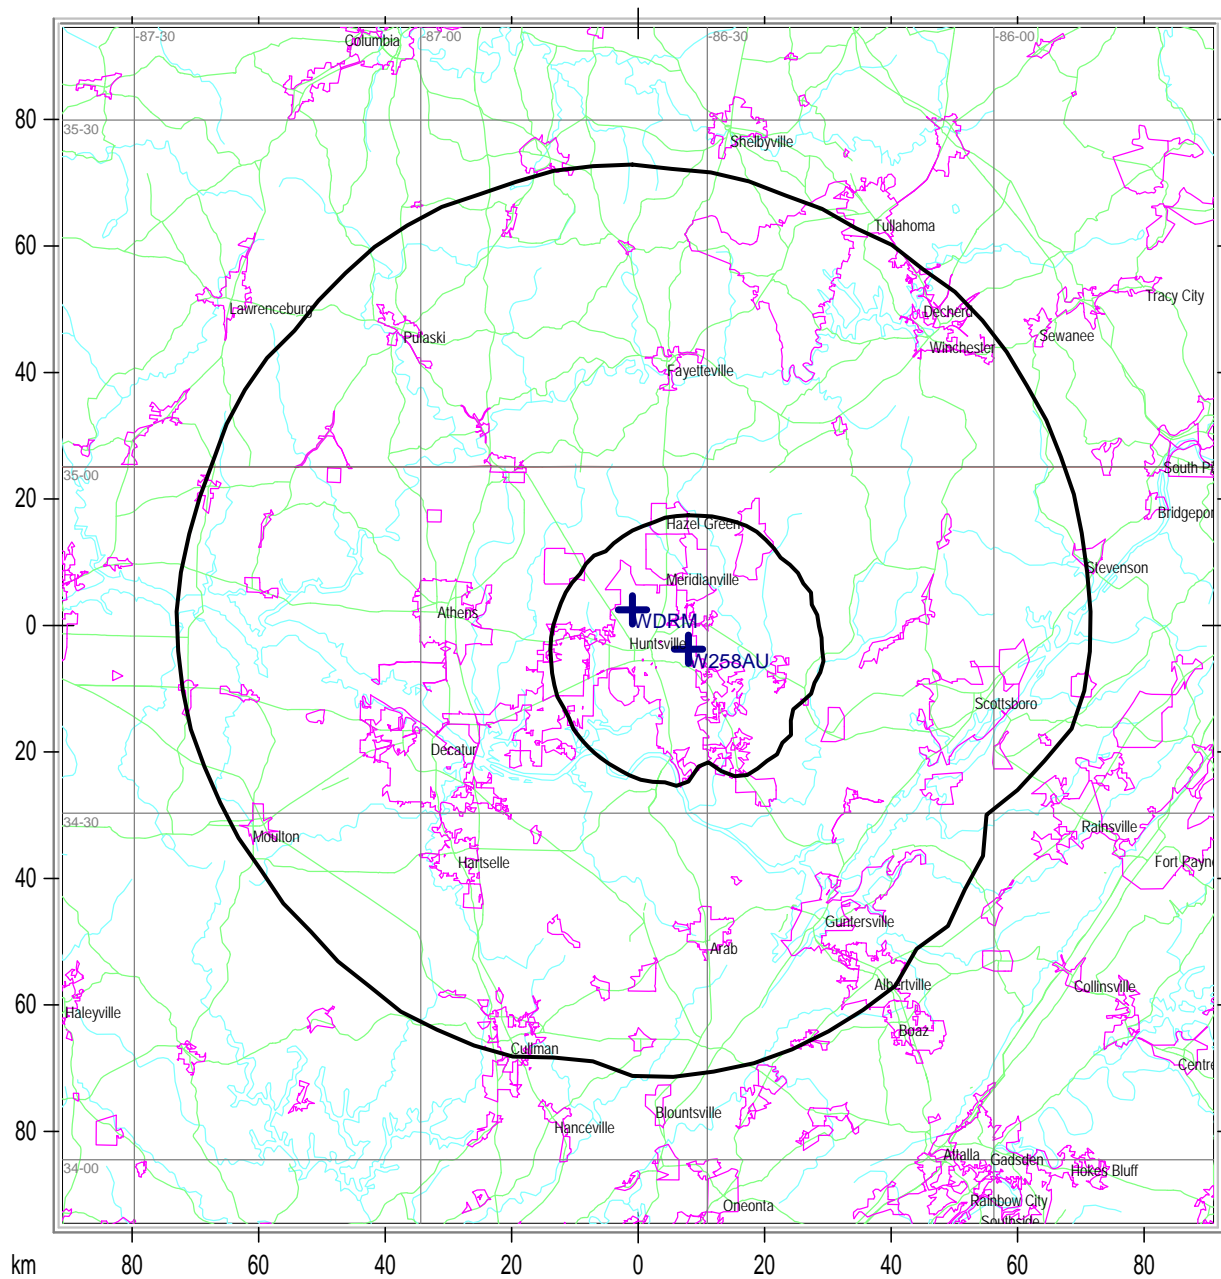 -87-30
-87-00
-86-30
-86-00
Columbia
80
35-30
Shelbyville
Tullahoma
60
Tracy City
Lawrenceburg
Decherd
Pulaski
Sewanee
Winchester
40
Fayetteville
35-00
South Pi
20
Bridgepor
Hazel Green
Stevenson
Meridianville
Athens
WDRM
0
Huntsville
W258AU
Scottsboro
Decatur
20
34-30
Rainsville
Moulton
Hartselle
Fort Payne
40
Guntersville
Arab
Albertville
Collinsville
60
Haleyville
Boaz
Cullman
Centre
Blountsville
Hanceville
80
Attalla
Gadsden
34-00
Hokes Bluff
Rainbow City
Oneonta
Southside
km
80
60
40
20
0
20
40
60
80